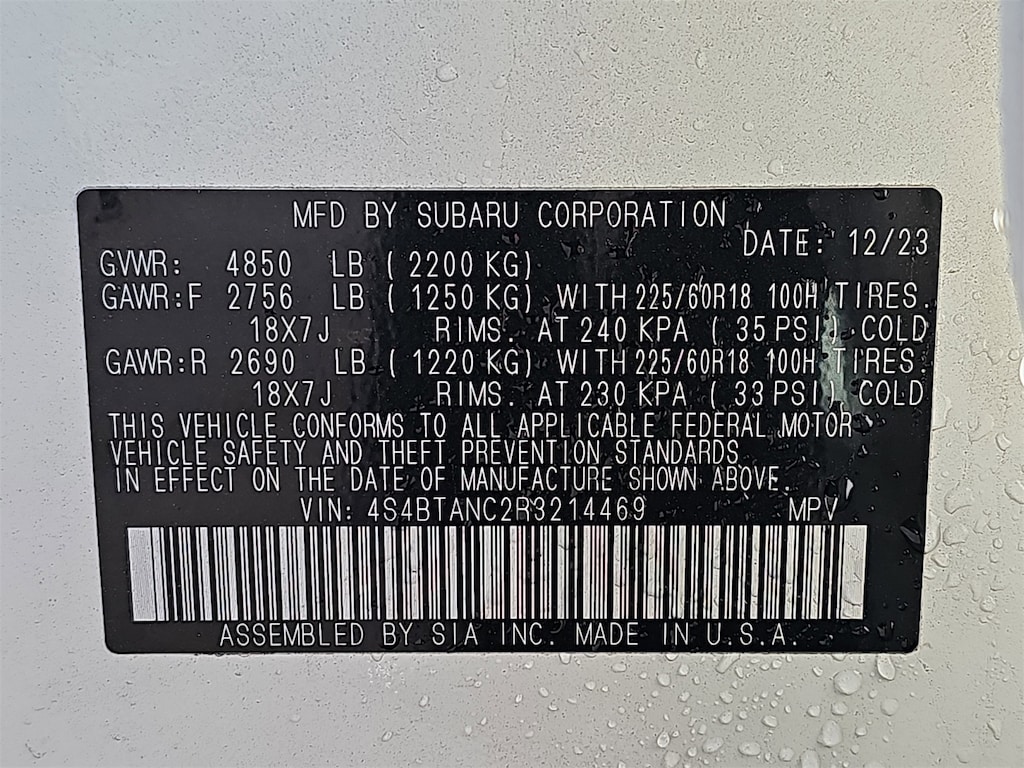 MFD BY SUBARU CORPORATION
DATE: 12/23
GVWR: 4850 LB (2200 KG)
GAWR:F 2756 LB (1250 KG) WITH 225/60R18 100H TIRES.
18X7J RIMS. AT 240 KPA (35 PSI) COLD
GAWR:R 2690 LB (1220 KG) WITH 225/60R18 100H TIRES.
18X7J RIMS. AT 230 KPA (33 PSI) COLD
THIS VEHICLE CONFORMS TO ALL APPLICABLE FEDERAL MOTOR
VEHICLE SAFETY AND THEFT PREVENTION STANDARDS
IN EFFECT ON THE DATE OF MANUFACTURE SHOWN ABOVE.
VIN: 4S4BTANC2R3214469 MPV
ASSEMBLED BY SIA INC. MADE IN U.S.A.